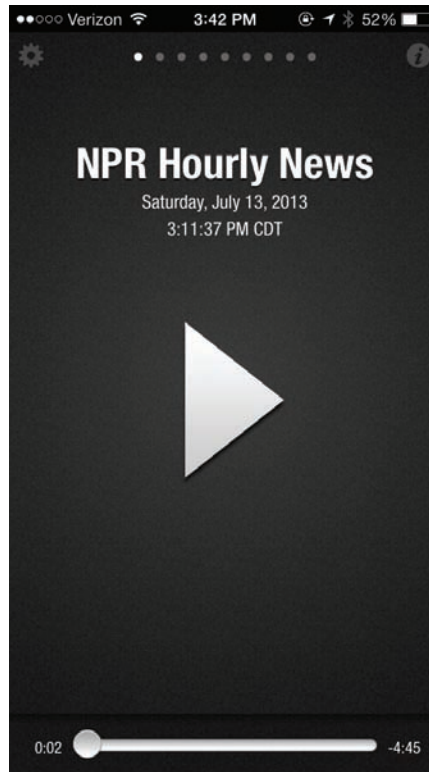 Verizon 3:42 PM 52%
NPR Hourly News
Saturday, July 13, 2013
3:11:37 PM CDT
0:02 -4:45